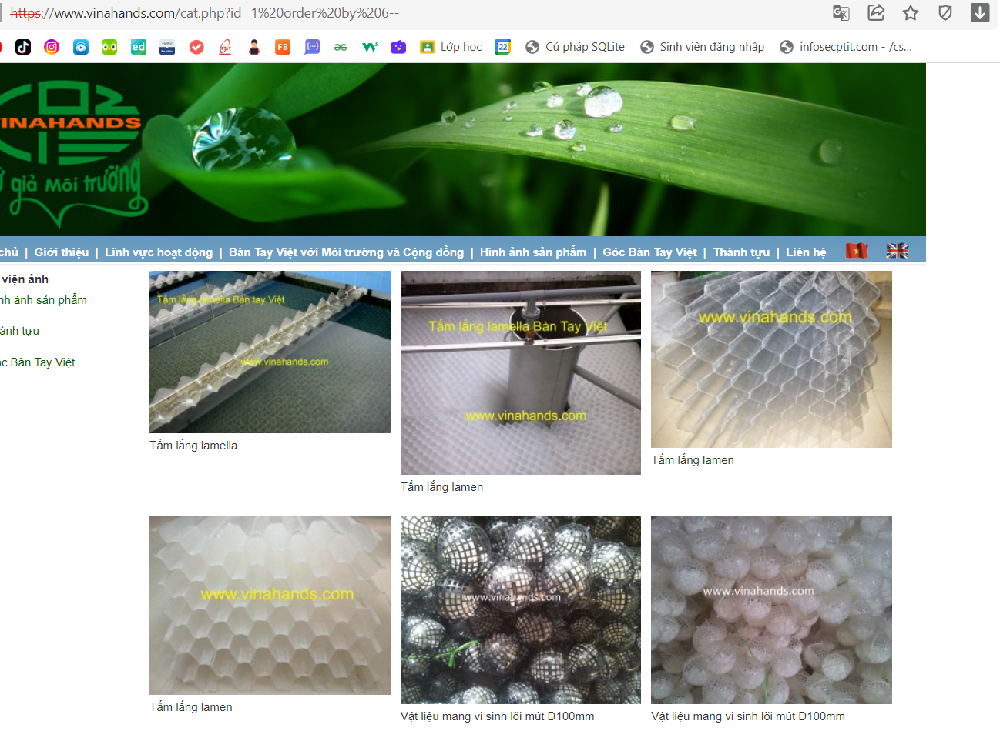 https://www.vinahands.com/cat.php?id=1%20order%20by%206--
ed
F8
22
Lớp học
Cú pháp SQLite
Sinh viên đăng nhập
infosecptit.com - /cs...
VINAHANDS
giả Môi trường
chủ | Giới thiệu | Lĩnh vực hoạt động | Bàn Tay Việt với Môi trường và Cộng đồng | Hình ảnh sản phẩm | Góc Bàn Tay Việt | Thành tựu | Liên hệ
viện ảnh
nh ảnh sản phẩm
ành tựu
óc Bàn Tay Việt
Tấm lắng lamella Bàn tay Việt
www.vinahands.com
Tấm lắng lamella
Tấm lắng lamella Bàn Tay Việt
www.vinahands.com
Tấm lắng lamen
www.vinahands.com
Tấm lắng lamen
www.vinahands.com
Tấm lắng lamen
www.vinahands.com
Vật liệu mang vi sinh lõi mút D100mm
www.vinahands.com
Vật liệu mang vi sinh lõi mút D100mm